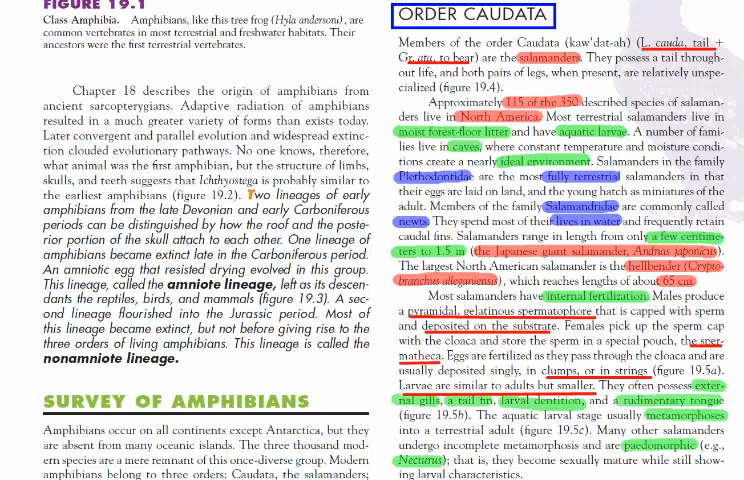 FIGURE 19.1
Class Amphibia. Amphibians, like this tree frog (Hyla andersoni), are
common vertebrates in most terrestrial and freshwater habitats. Their
ancestors were the first terrestrial vertebrates.
Chapter 18 describes the origin of amphibians from
ancient sarcopterygians. Adaptive radiation of amphibians
resulted in a much greater variety of forms than exists today.
Later convergent and parallel evolution and widespread extinc-
tion clouded evolutionary pathways. No one knows, therefore,
what animal was the first amphibian, but the structure of limbs,
skulls, and teeth suggests that Ichthyostega is probably similar to
the earliest amphibians (figure 19.2). Two lineages of early
amphibians from the late Devonian and early Carboniferous
periods can be distinguished by how the roof and the poste-
rior portion of the skull attach to each other. One lineage of
amphibians became extinct late in the Carboniferous period.
An amniotic egg that resisted drying evolved in this group.
This lineage, called the amniote lineage, left as its descen-
dants the reptiles, birds, and mammals (figure 19.3). A sec-
ond lineage flourished into the Jurassic period. Most of
this lineage became extinct, but not before giving rise to the
three orders of living amphibians. This lineage is called the
nonamniote lineage.
SURVEY OF AMPHIBIANS
Amphibians occur on all continents except Antarctica, but they
are absent from many oceanic islands. The three thousand mod-
ern species are a mere remnant of this once-diverse group. Modern
amphibians belong to three orders: Caudata, the salamanders;
ORDER CAUDATA
Members of the order Caudata (kaw'dat-ah) (L. cauda, tail +
Gr. ata, to bear) are the salamanders. They possess a tail through-
out life, and both pairs of legs, when present, are relatively unspe-
cialized (figure 19.4).
Approximately 115 of the 350 described species of salaman-
ders live in North America. Most terrestrial salamanders live in
moist forest-floor litter and have aquatic larvae. A number of fami-
lies live in caves, where constant temperature and moisture condi-
tions create a nearly ideal environment. Salamanders in the family
Plethodontidae are the most fully terrestrial salamanders in that
their eggs are laid on land, and the young hatch as miniatures of the
adult. Members of the family Salamandridae are commonly called
newts. They spend most of their lives in water and frequently retain
caudal fins. Salamanders range in length from only a few centime-
ters to 1.5 m (the Japanese giant salamander, Andrias japonicus).
The largest North American salamander is the hellbender (Crypto-
branchus alleganiensis), which reaches lengths of about 65 cm.
Most salamanders have internal fertilization. Males produce
a pyramidal, gelatinous spermatophore that is capped with sperm
and deposited on the substrate. Females pick up the sperm cap
with the cloaca and store the sperm in a special pouch, the sper-
matheca. Eggs are fertilized as they pass through the cloaca and are
usually deposited singly, in clumps, or in strings (figure 19.5a).
Larvae are similar to adults but smaller. They often possess exter-
nal gills, a tail fin, larval dentition, and a rudimentary tongue
(figure 19.5b). The aquatic larval stage usually metamorphoses
into a terrestrial adult (figure 19.5c). Many other salamanders
undergo incomplete metamorphosis and are paedomorphic (e.g.,
Necturus); that is, they become sexually mature while still show-
ing larval characteristics.